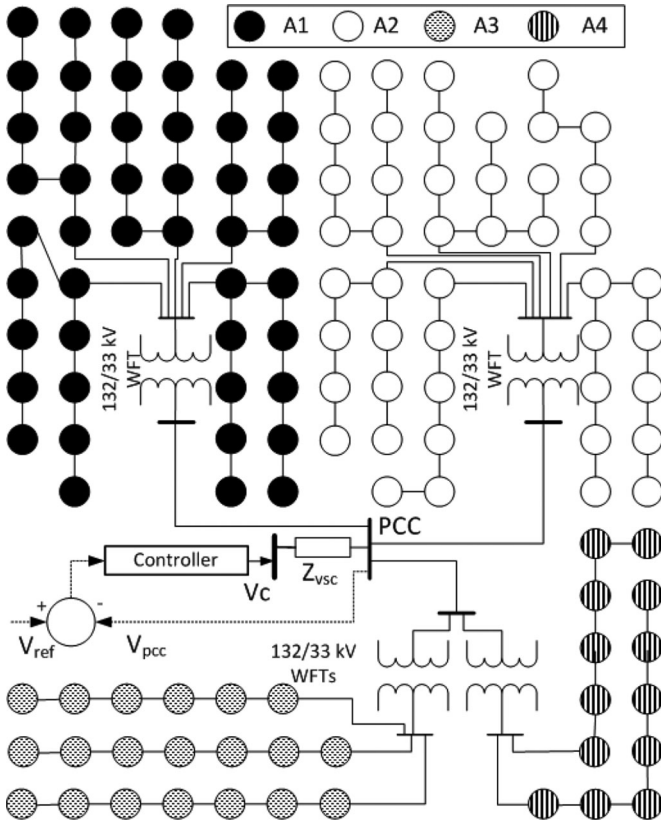 A1 A2 A3 A4
132/33 kV
WFT
132/33 kV
WFT
PCC
Controller
Vc
Zvsc
+
-
Vref
Vpcc
132/33 kV
WFTs